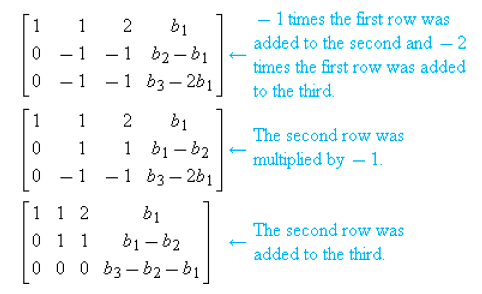 1 1 2 b₁ — 1 times the first row was
0 – 1 – 1 b₂ – b₁ ← added to the second and — 2
0 – 1 – 1 b₃ – 2b₁ times the first row was added
to the third.
1 1 2 b₁
0 1 1 b₁ – b₂ ← The second row was
0 – 1 – 1 b₃ – 2b₁ multiplied by — 1.
1 1 2 b₁
0 1 1 b₁ – b₂ ← The second row was
0 0 0 b₃ – b₂ – b₁ added to the third.